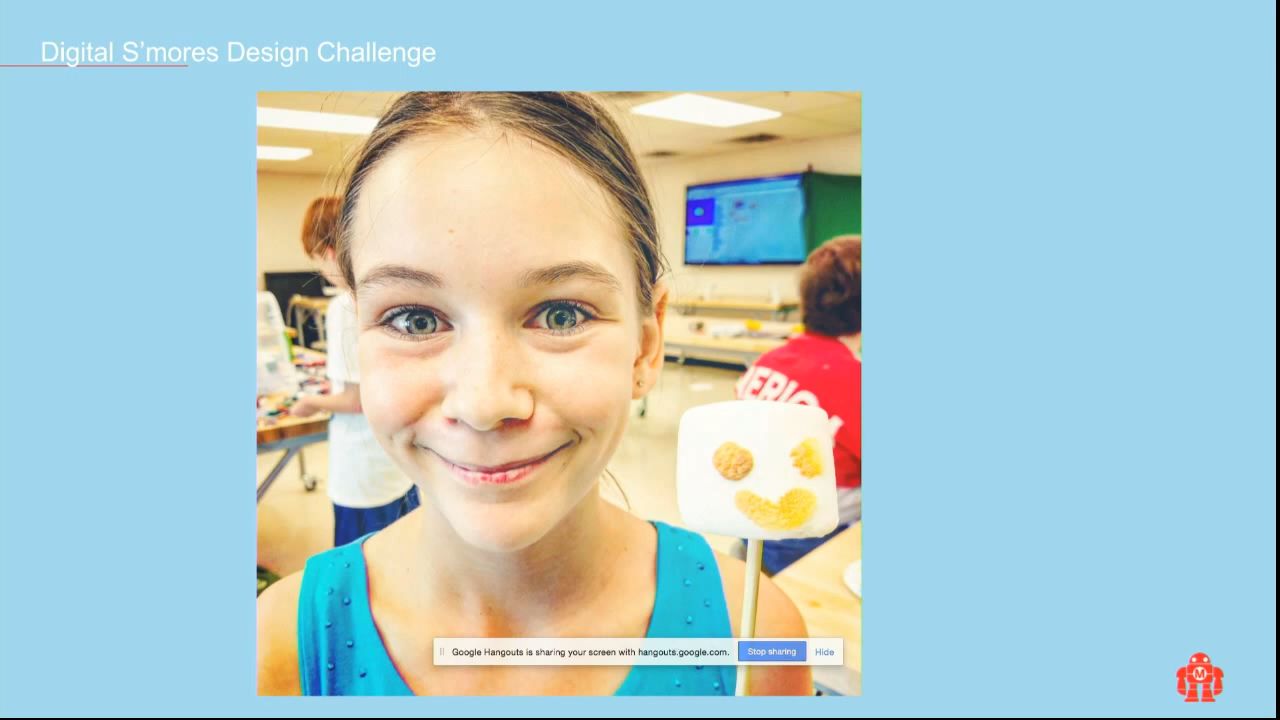 Digital S'mores Design Challenge
Google Hangouts is sharing your screen with hangouts.google.com. Stop sharing Hide
M